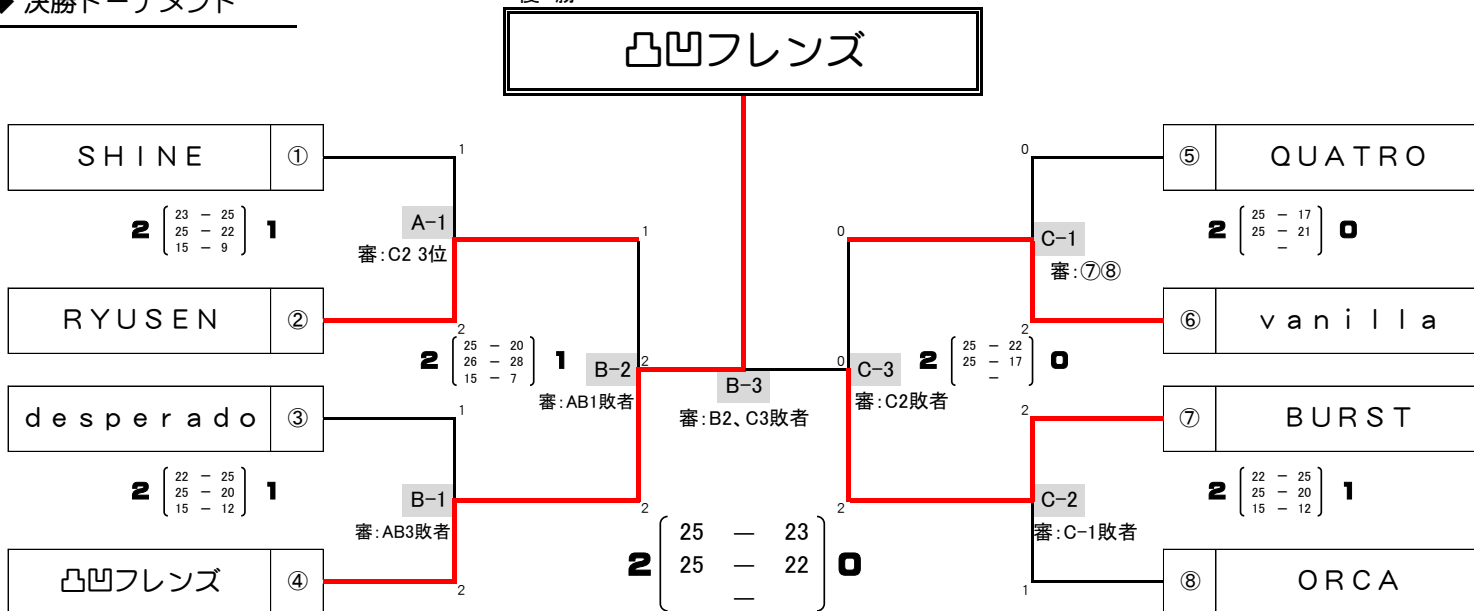 決勝トーナメント
優 勝
凸凹フレンズ
ＳＨＩＮＥ ①
1
2 23 － 25 1
25 － 22
15 － 9
A-1
審：C2 3位
ＲＹＵＳＥＮ ②
2
1
2 25 － 20 1
26 － 28
15 － 7
B-2
2
審：AB1敗者
ｄｅｓｐｅｒａｄｏ ③
1
2 22 － 25 1
25 － 20
15 － 12
B-1
審：AB3敗者
凸凹フレンズ ④
2
2
B-3
審：B2、C3敗者
2 25 － 23 0
25 － 22
－
0
⑤ ＱＵＡＴＲＯ
2 25 － 17 0
25 － 21
－
0
C-1
審：⑦⑧
⑥ ｖａｎｉｌｌａ
2
0
C-3
2 25 － 22 0
25 － 17
－
審：C2敗者
2
⑦ ＢＵＲＳＴ
2 22 － 25 1
25 － 20
15 － 12
2
C-2
審：C-1敗者
1
⑧ ＯＲＣＡ